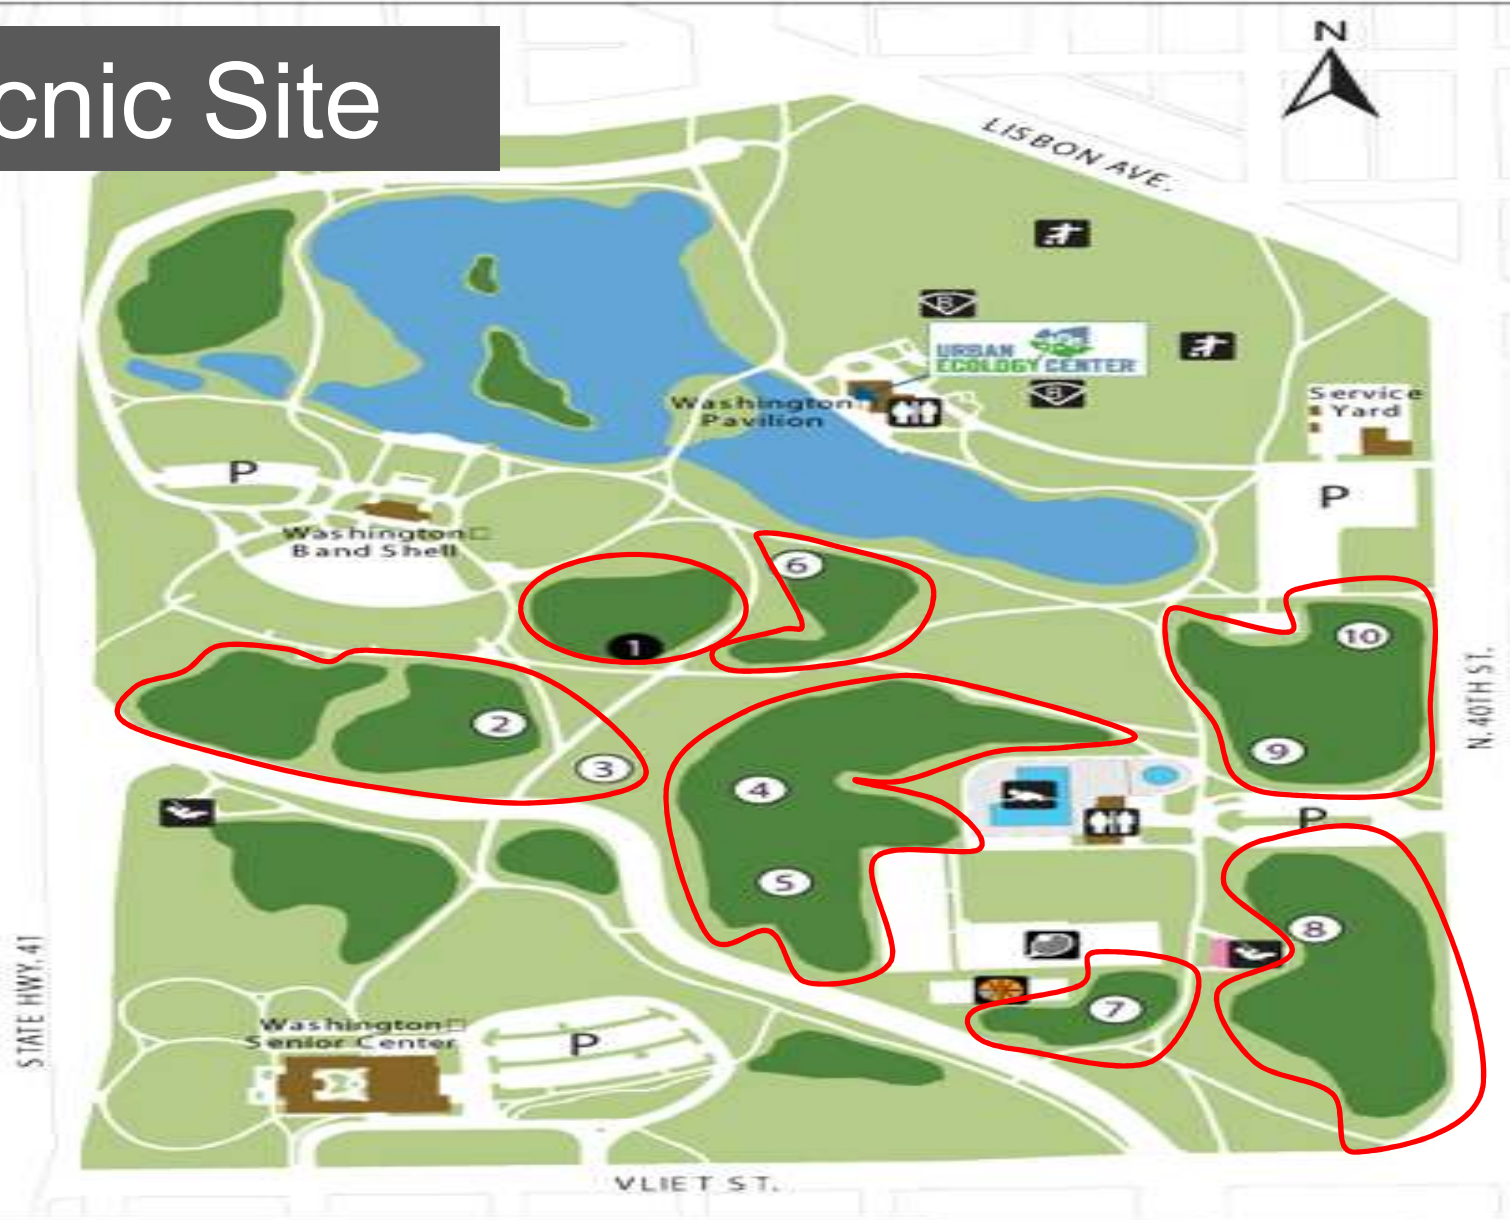 cnic Site
N
LISBON AVE.
B
URBAN
ECOLOGY CENTER
B
Washington
Pavilion
Service
Yard
P
P
Washington
Band Shell
6
1
10
2
3
9
4
P
5
8
7
N. 40TH ST.
STATE HWY. 41
Washington
Senior Center
P
VLIET ST.